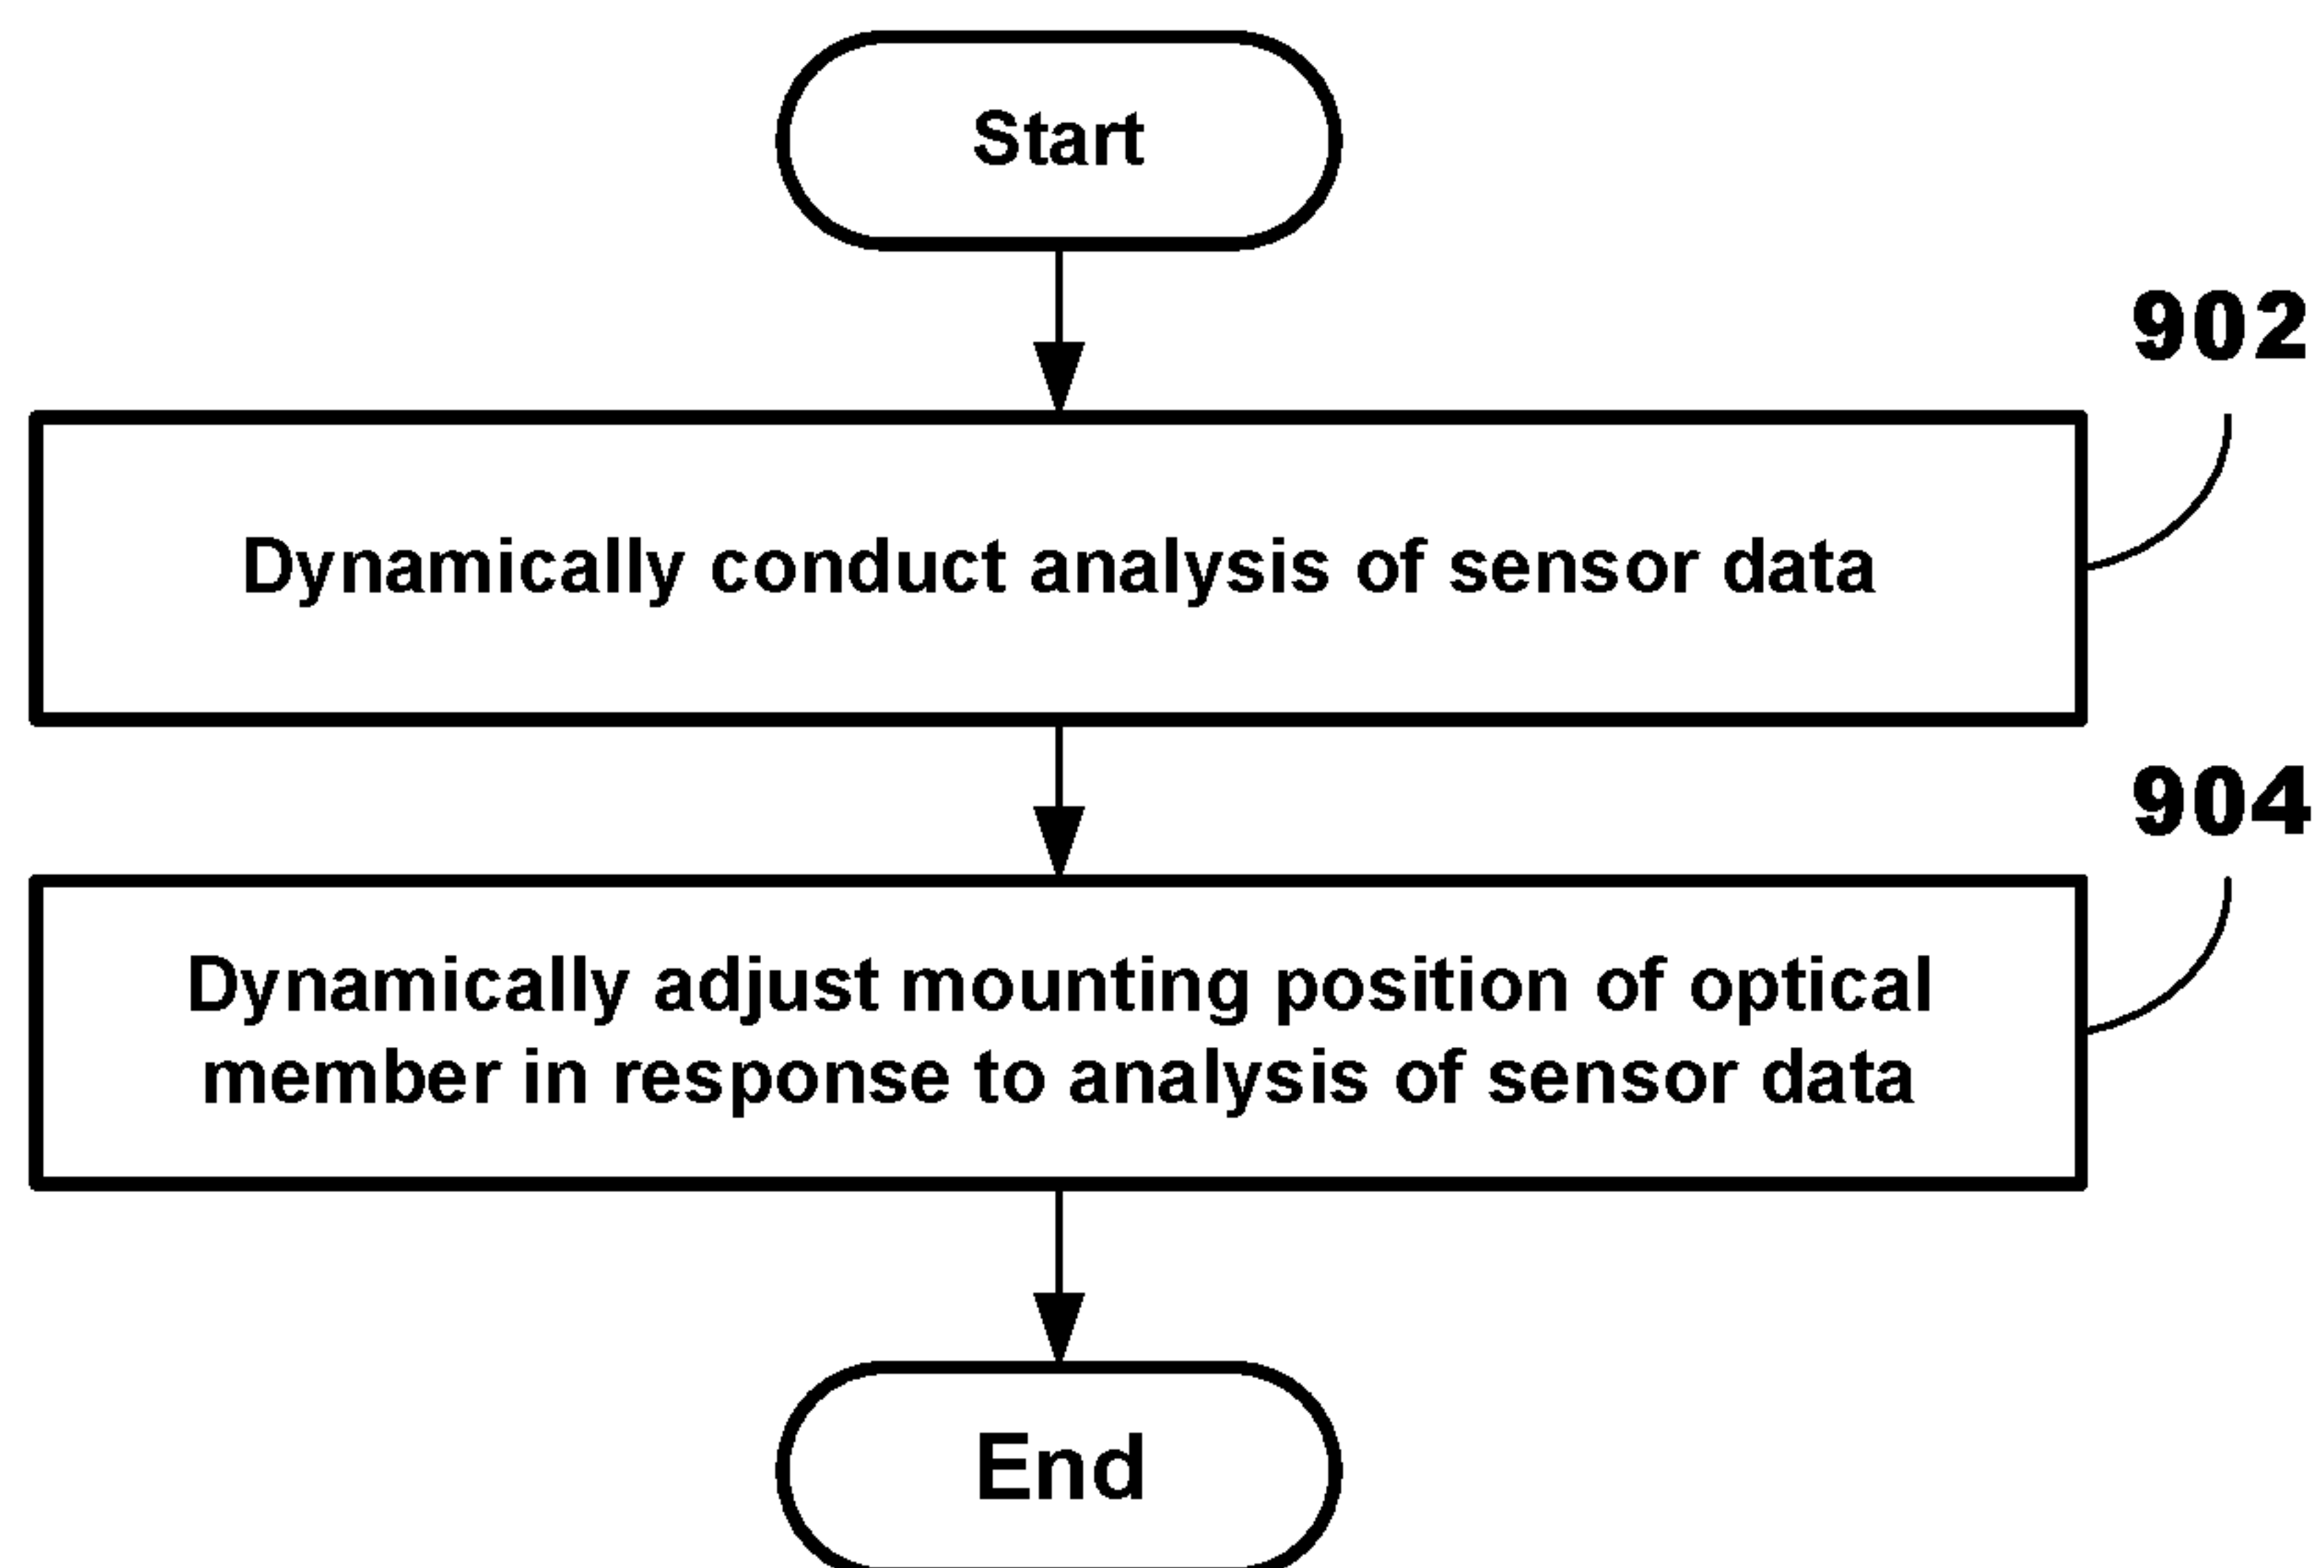 Start
902
Dynamically conduct analysis of sensor data
904
Dynamically adjust mounting position of optical
member in response to analysis of sensor data
End